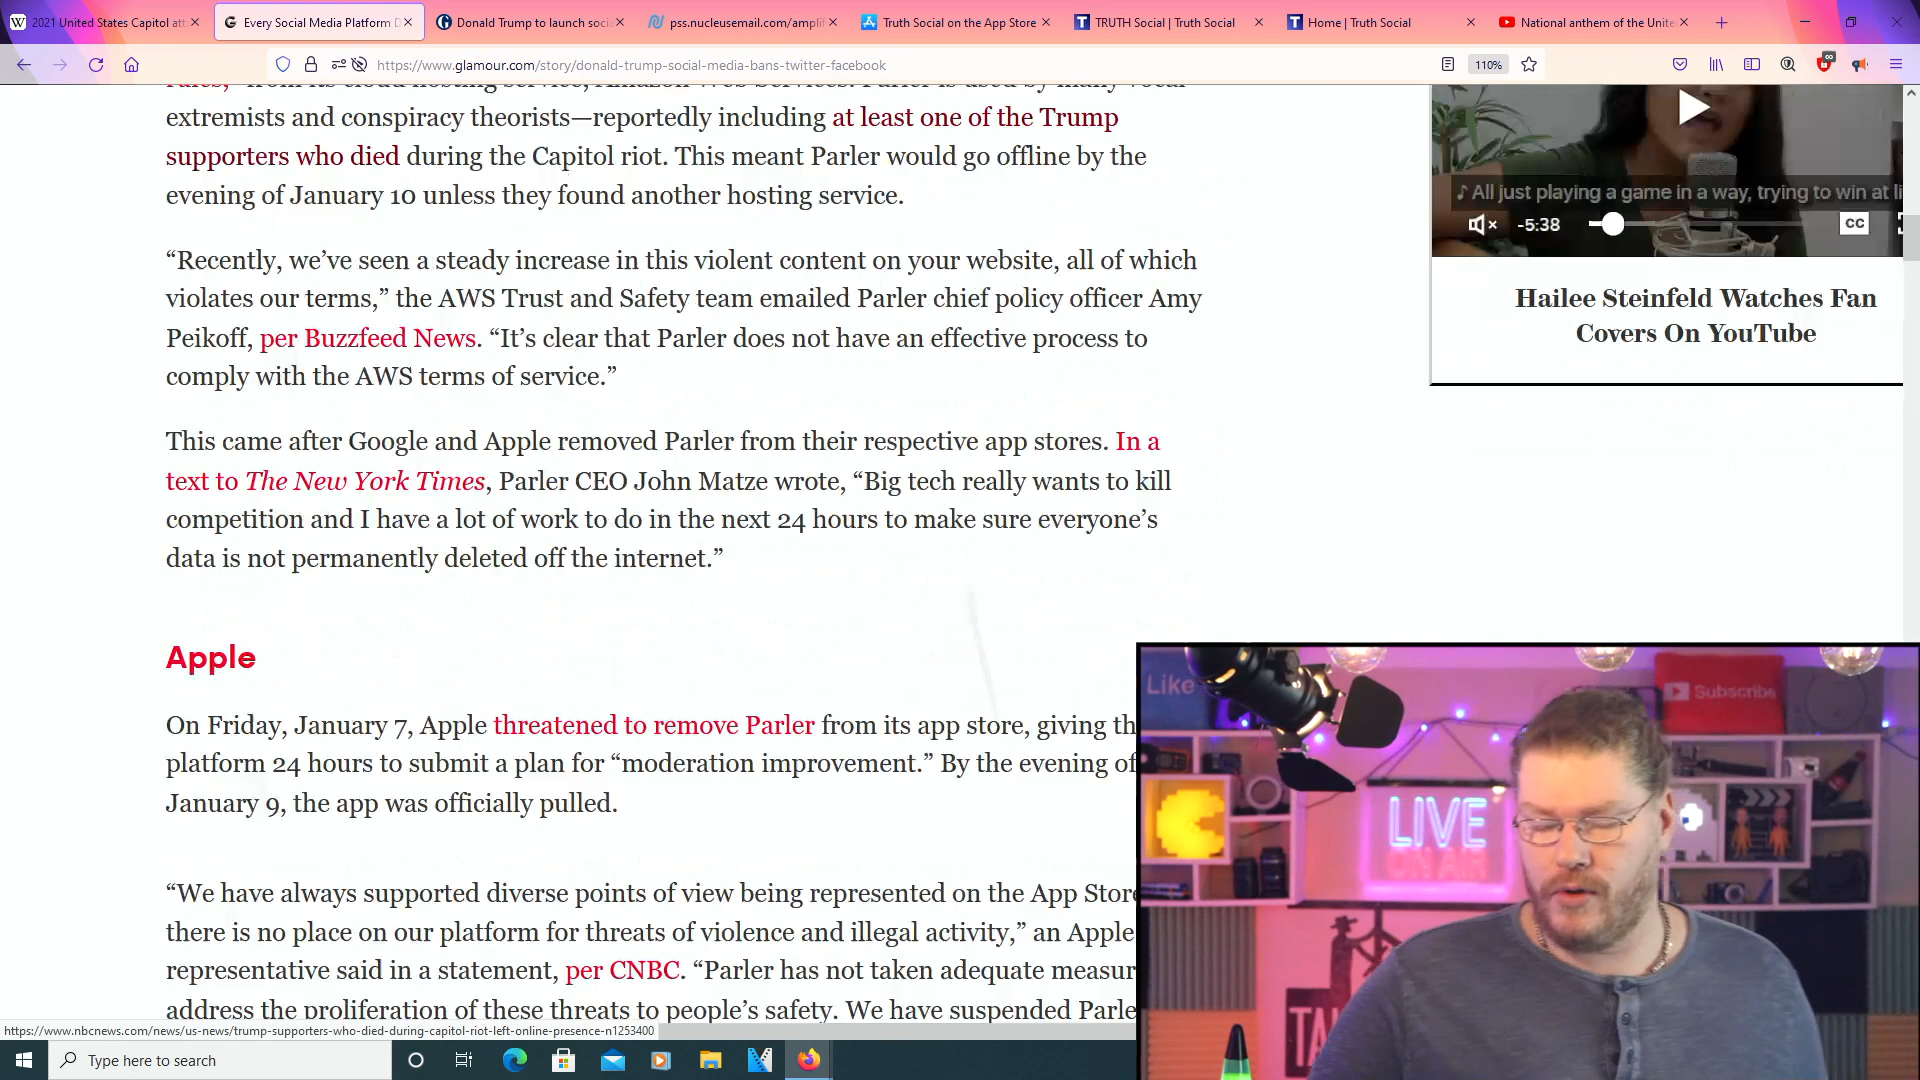 2021 United States Capitol att
Every Social Media Platform D
Donald Trump to launch socia
pss.nucleusemail.com/amplif
Truth Social on the App Store
TRUTH Social | Truth Social
Home | Truth Social
National anthem of the Unite
https://www.glamour.com/story/donald-trump-social-media-bans-twitter-facebook
110%
extremists and conspiracy theorists—reportedly including at least one of the Trump
supporters who died during the Capitol riot. This meant Parler would go offline by the
evening of January 10 unless they found another hosting service.
“Recently, we’ve seen a steady increase in this violent content on your website, all of which
violates our terms,” the AWS Trust and Safety team emailed Parler chief policy officer Amy
Peikoff, per Buzzfeed News. “It’s clear that Parler does not have an effective process to
comply with the AWS terms of service.”
This came after Google and Apple removed Parler from their respective app stores. In a
text to The New York Times, Parler CEO John Matze wrote, “Big tech really wants to kill
competition and I have a lot of work to do in the next 24 hours to make sure everyone’s
data is not permanently deleted off the internet.”
Apple
On Friday, January 7, Apple threatened to remove Parler from its app store, giving th
platform 24 hours to submit a plan for “moderation improvement.” By the evening of
January 9, the app was officially pulled.
“We have always supported diverse points of view being represented on the App Store
there is no place on our platform for threats of violence and illegal activity,” an Apple
representative said in a statement, per CNBC. “Parler has not taken adequate measur
address the proliferation of these threats to people’s safety. We have suspended Parle
♪ All just playing a game in a way, trying to win at li
-5:38
CC
Hailee Steinfeld Watches Fan
Covers On YouTube
Like
Subscribe
LIVE
ON AIR
https://www.nbcnews.com/news/us-news/trump-supporters-who-died-during-capitol-riot-left-online-presence-n1253400
Type here to search